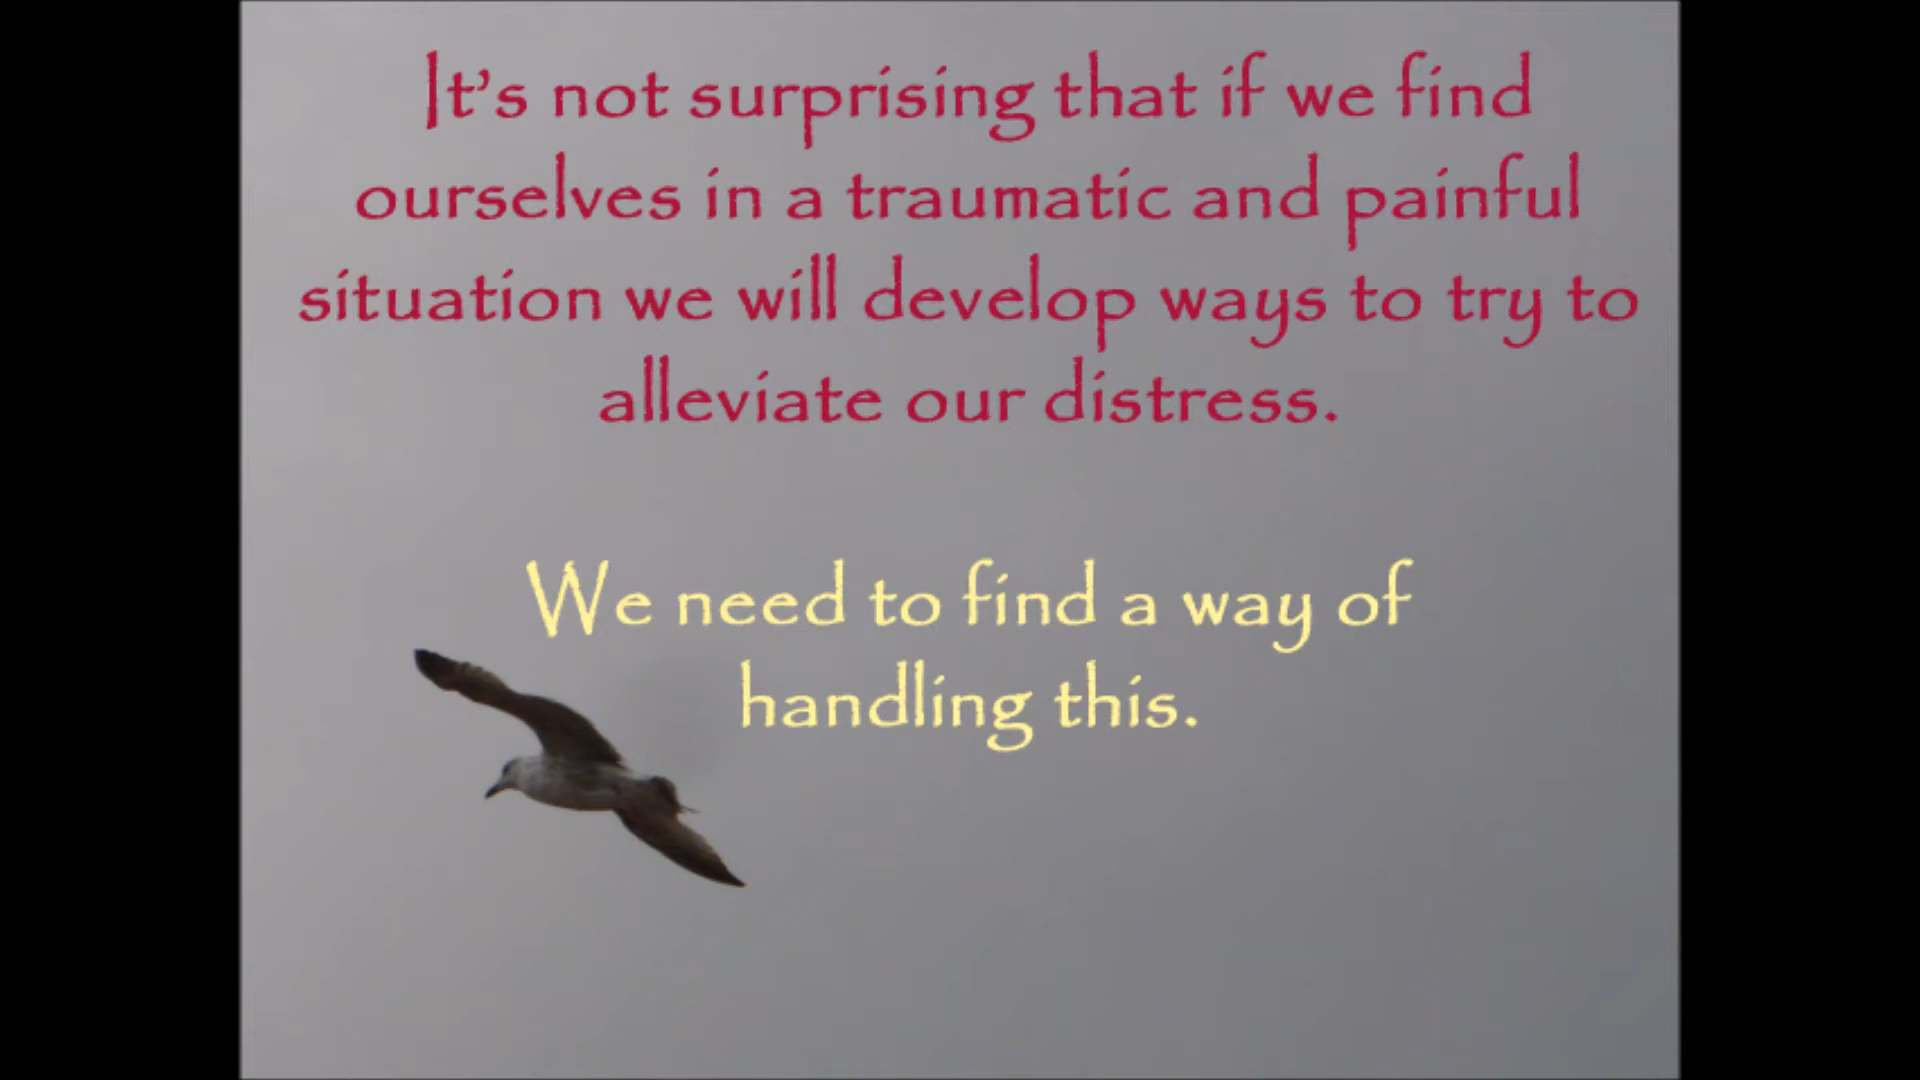 It’s not surprising that if we find
ourselves in a traumatic and painful
situation we will develop ways to try to
alleviate our distress.
We need to find a way of
handling this.